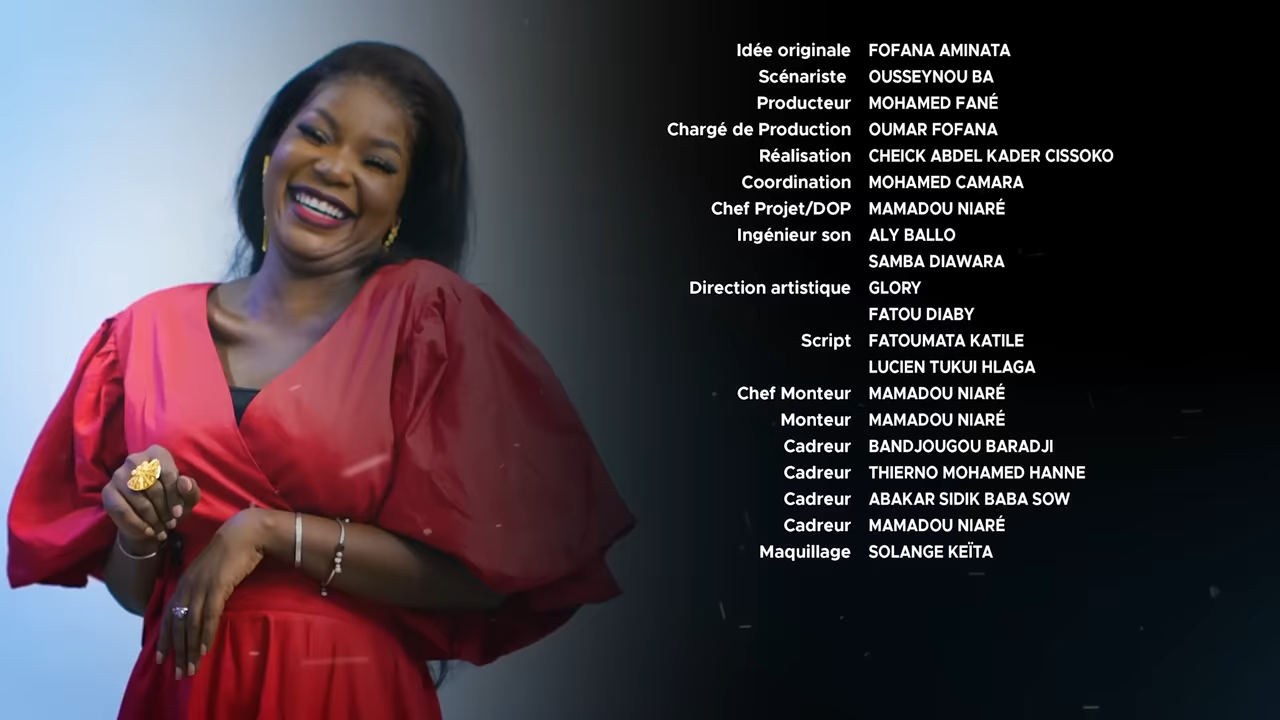 Idée originale FOFANA AMINATA
Scénariste OUSSEYNOU BA
Producteur MOHAMED FANÉ
Chargé de Production OUMAR FOFANA
Réalisation CHEICK ABDEL KADER CISSOKO
Coordination MOHAMED CAMARA
Chef Projet/DOP MAMADOU NIARÉ
Ingénieur son ALY BALLO
SAMBA DIAWARA
Direction artistique GLORY
FATOU DIABY
Script FATOUMATA KATILE
LUCIEN TUKUI HLAGA
Chef Monteur MAMADOU NIARÉ
Monteur MAMADOU NIARÉ
Cadreur BANDJOUGOU BARADJI
Cadreur THIERNO MOHAMED HANNE
Cadreur ABAKAR SIDIK BABA SOW
Cadreur MAMADOU NIARÉ
Maquillage SOLANGE KEÏTA